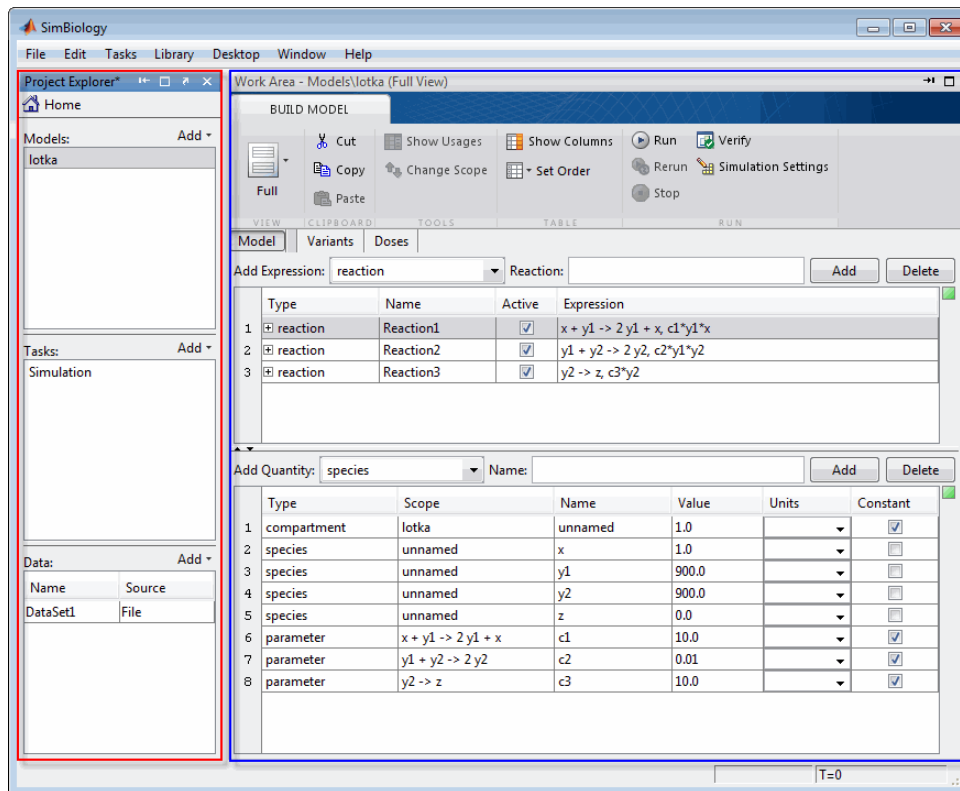 SimBiology
File Edit Tasks Library Desktop Window Help
Project Explorer*
Home
Models: Add
lotka
Tasks: Add
Simulation
Data: Add
Name Source
DataSet1 File
Work Area - Models\lotka (Full View)
BUILD MODEL
Full
VIEW
Cut
Copy
Paste
CLIPBOARD
Show Usages
Change Scope
TOOLS
Show Columns
Set Order
TABLE
Run Verify
Rerun Simulation Settings
Stop
RUN
Model Variants Doses
Add Expression: reaction Reaction: Add Delete
Type Name Active Expression
1 reaction Reaction1 x + y1 -> 2 y1 + x, c1*y1*x
2 reaction Reaction2 y1 + y2 -> 2 y2, c2*y1*y2
3 reaction Reaction3 y2 -> z, c3*y2
Add Quantity: species Name: Add Delete
Type Scope Name Value Units Constant
1 compartment lotka unnamed 1.0
2 species unnamed x 1.0
3 species unnamed y1 900.0
4 species unnamed y2 900.0
5 species unnamed z 0.0
6 parameter x + y1 -> 2 y1 + x c1 10.0
7 parameter y1 + y2 -> 2 y2 c2 0.01
8 parameter y2 -> z c3 10.0
T=0